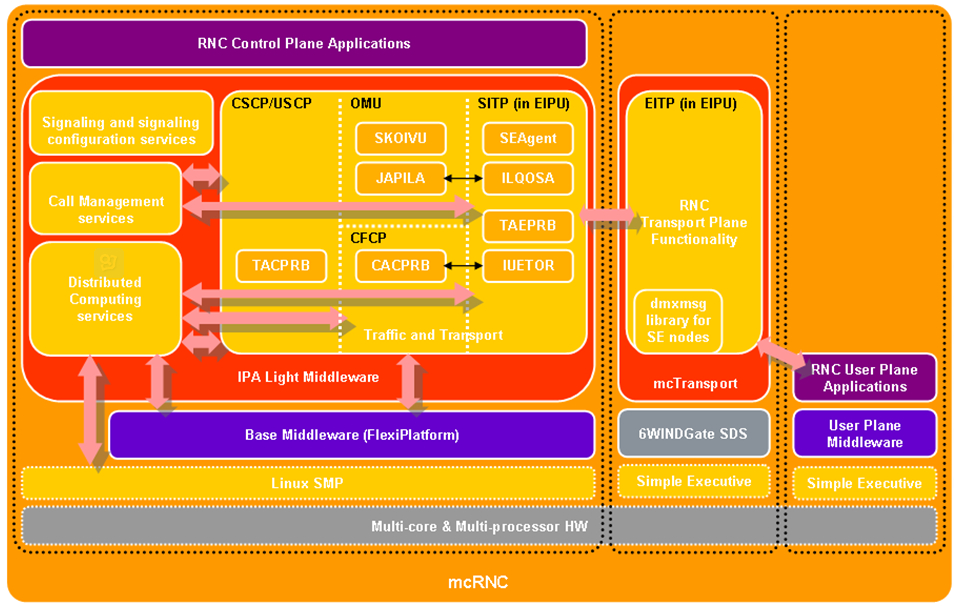 RNC Control Plane Applications
Signaling and signaling
configuration services
Call Management
services
Distributed
Computing
services
CSCP/USCP
OMU
SITP (in EIPU)
SKOIVU
SEAgent
JAPILA
ILQOSA
TAEPRB
CFCP
TACPRB
CACPRB
IUETOR
Traffic and Transport
IPA Light Middleware
EITP (in EIPU)
RNC
Transport Plane
Functionality
dmxmsg
library for
SE nodes
mcTransport
RNC User Plane
Applications
Base Middleware (FlexiPlatform)
6WINDGate SDS
User Plane
Middleware
Linux SMP
Simple Executive
Simple Executive
Multi-core & Multi-processor HW
mcRNC